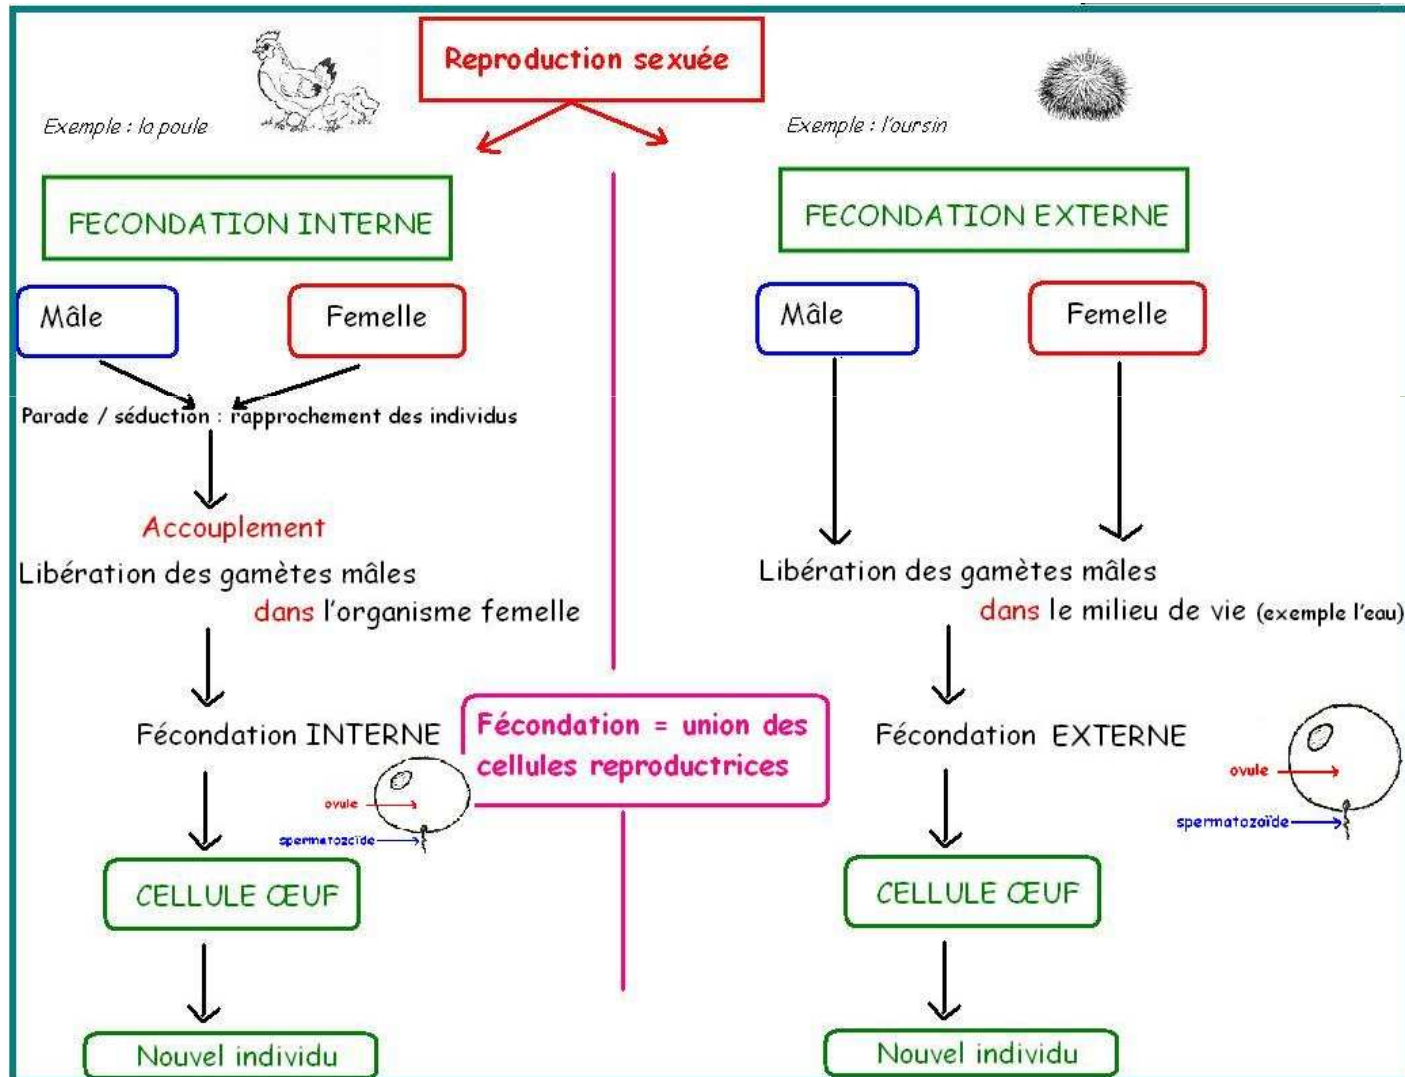 Reproduction sexuée
Exemple : la poule
FECONDATION INTERNE
Mâle
Femelle
Parade / séduction : rapprochement des individus
Accouplement
Libération des gamètes mâles
dans l'organisme femelle
Fécondation INTERNE
ovule
spermatozoïde
CELLULE ŒUF
Nouvel individu
Fécondation = union des
cellules reproductrices
Exemple : l'oursin
FECONDATION EXTERNE
Mâle
Femelle
Libération des gamètes mâles
dans le milieu de vie (exemple l'eau)
Fécondation EXTERNE
ovule
spermatozoïde
CELLULE ŒUF
Nouvel individu